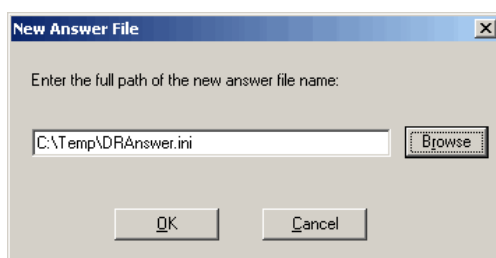 New Answer File
Enter the full path of the new answer file name:
C:\Temp\DRAnswer.ini
Browse
OK
Cancel